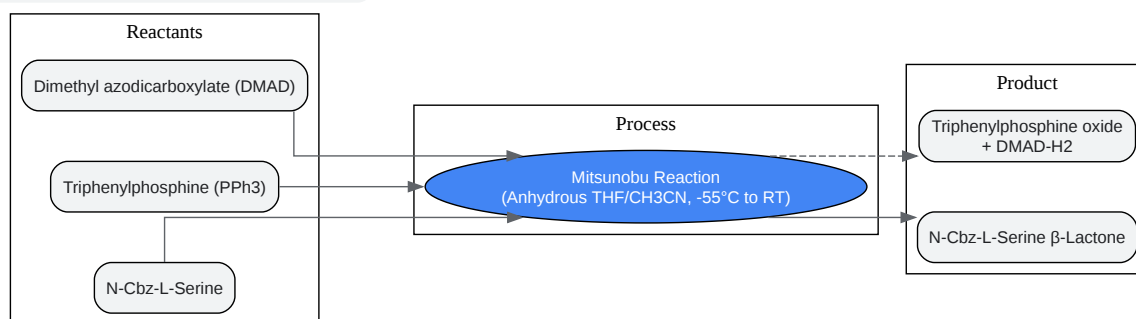 Reactants
Dimethyl azodicarboxylate (DMAD)
Triphenylphosphine (PPh3)
N-Cbz-L-Serine
Process
Mitsunobu Reaction
(Anhydrous THF/CH3CN, -55°C to RT)
Product
Triphenylphosphine oxide
+ DMAD-H2
N-Cbz-L-Serine β-Lactone